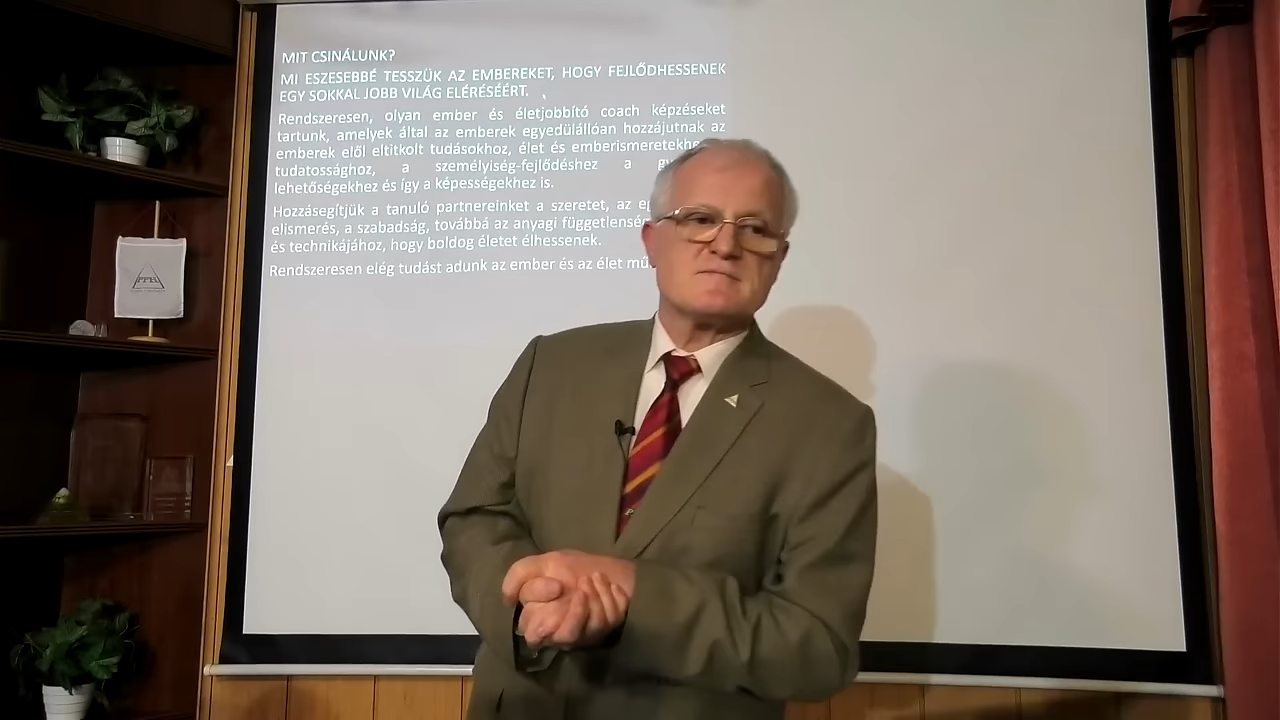 MIT CSINÁLUNK?
MI ESZESEBBÉ TESSZÜK AZ EMBEREKET, HOGY FEJLŐDHESSENEK
EGY SOKKAL JOBB VILÁG ELÉRÉSÉÉRT.
Rendszeresen, olyan ember és életjobbító coach képzéseket
tartunk, amelyek által az emberek egyedülállóan hozzájutnak az
emberek elől eltitkolt tudásokhoz, élet és emberismeretekhe
tudatossághoz, a személyiség-fejlődéshez a
lehetőségekhez és így a képességekhez is.
Hozzásegítjük a tanuló partnereinket a szeretet, az
elismerés, a szabadság, továbbá az anyagi függetlensé
és technikájához, hogy boldog életet élhessenek.
Rendszeresen elég tudást adunk az ember és az élet